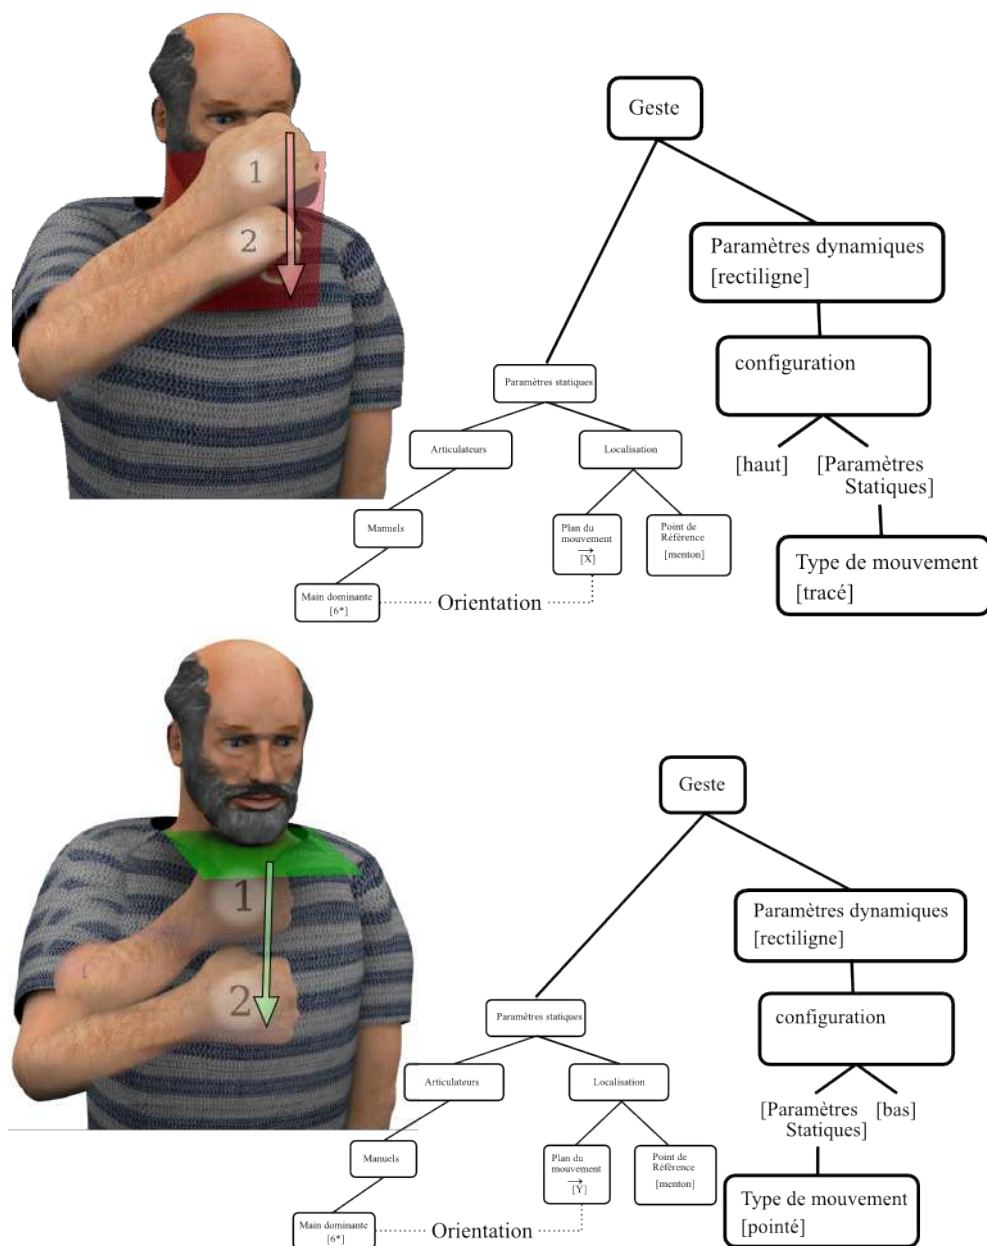 1
2
Geste
Paramètres dynamiques
[rectiligne]
configuration
[haut]
[Paramètres
Statiques]
Type de mouvement
[tracé]
Paramètres statiques
Articulateurs
Localisation
Manuels
Plan du
mouvement
→
[X]
Point de
Référence
[menton]
Main dominante
[6*]
Orientation
1
2
Geste
Paramètres dynamiques
[rectiligne]
configuration
[Paramètres
Statiques]
[bas]
Type de mouvement
[pointé]
Paramètres statiques
Articulateurs
Localisation
Manuels
Plan du
mouvement
→
[Y]
Point de
Référence
[menton]
Main dominante
[6*]
Orientation